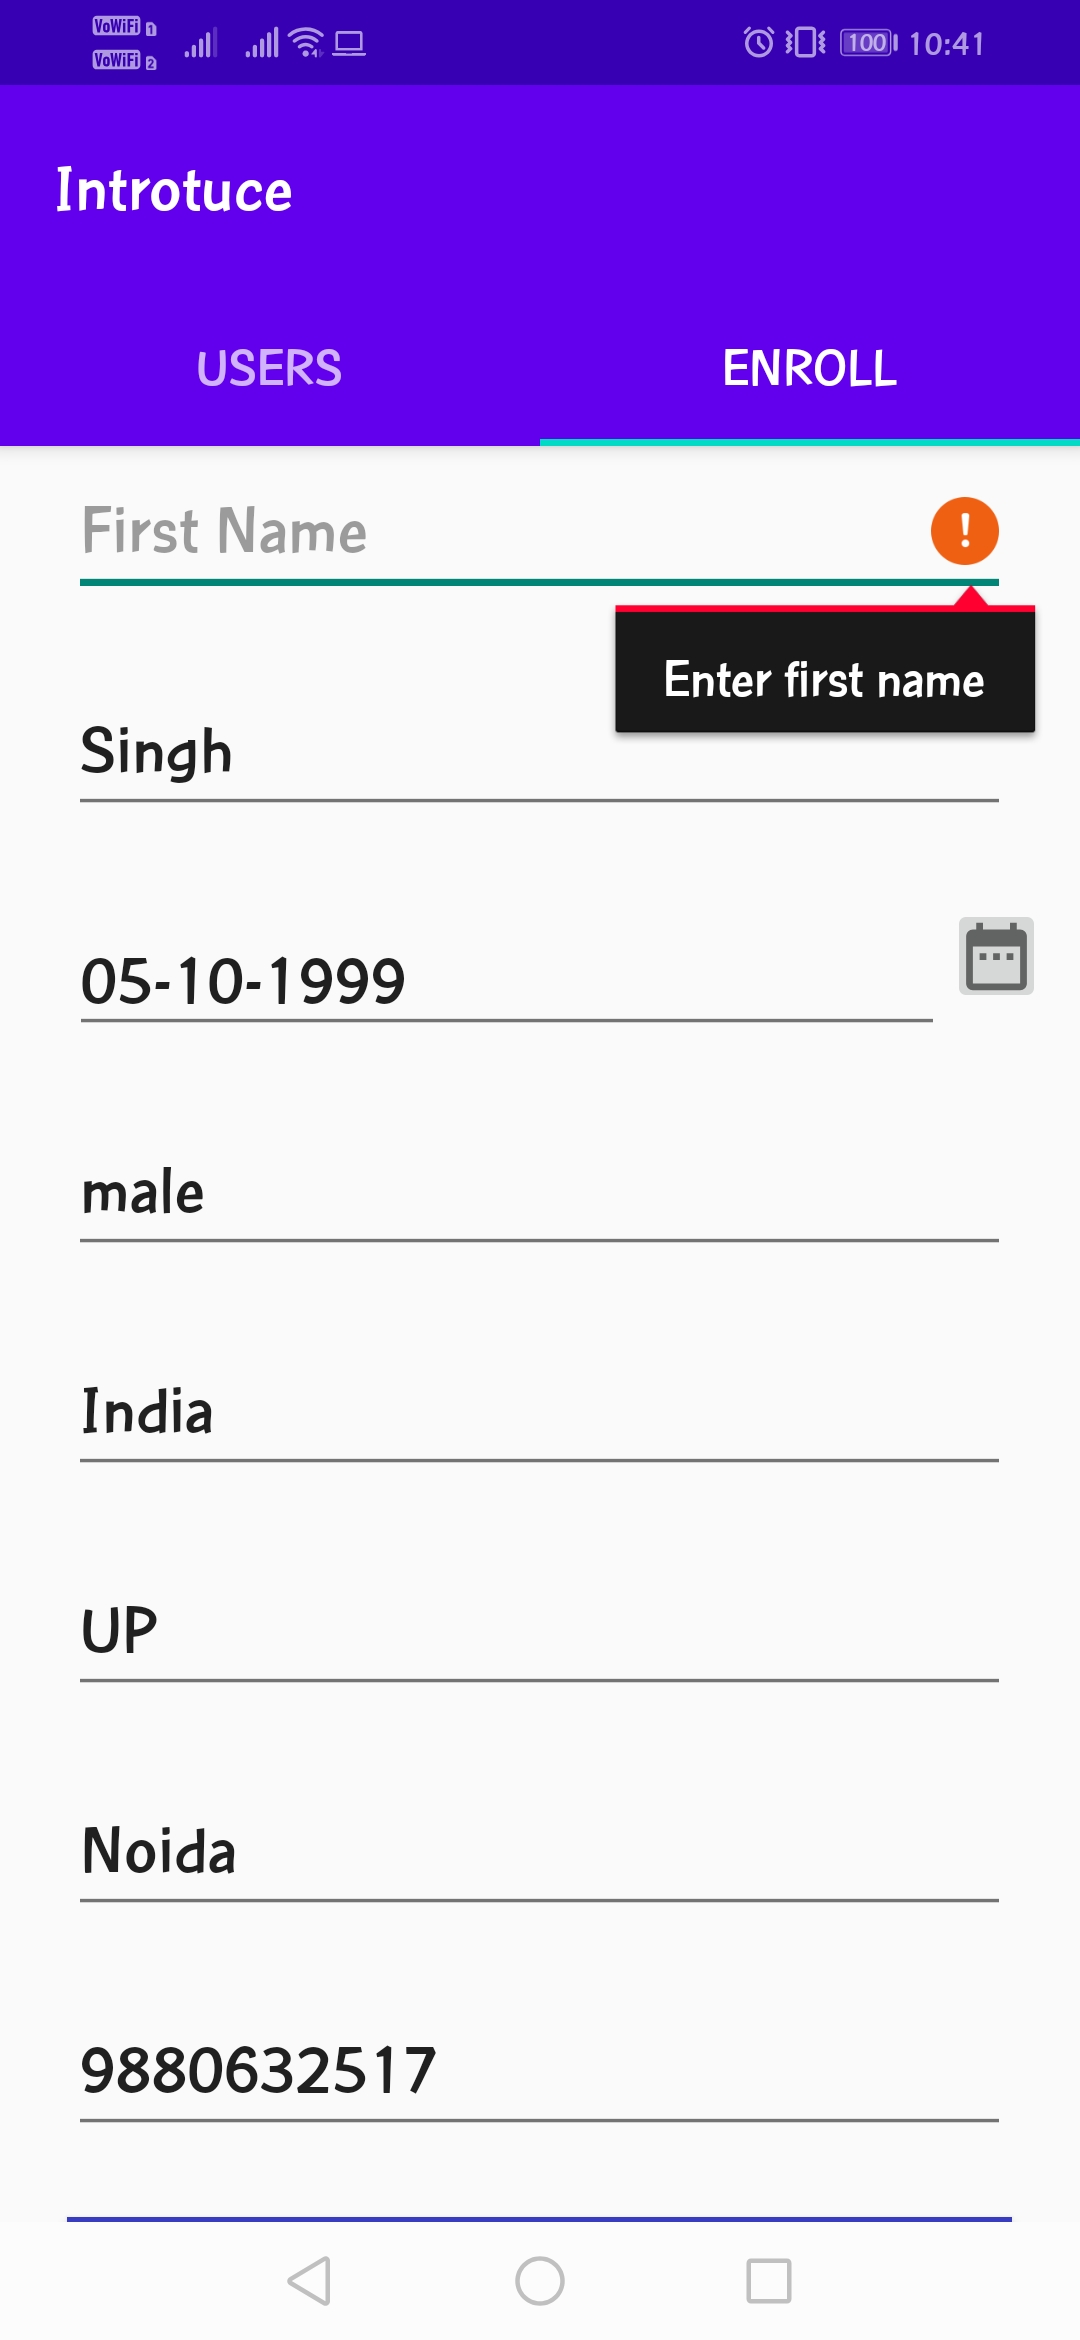 VoWiFi 1
VoWiFi 2
100 10:41
Introtuce
USERS ENROLL
First Name
!
Enter first name
Singh
05-10-1999
male
India
UP
Noida
9880632517